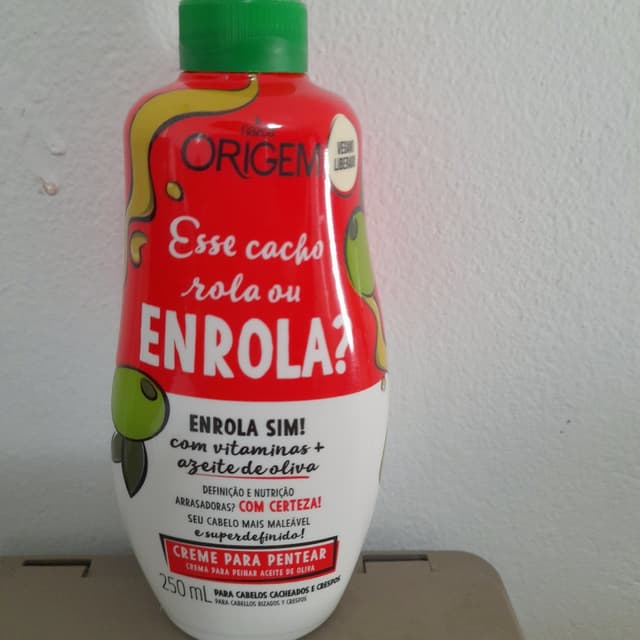 ORIGEM
VEGANO
LIBERADO
Esse cacho
rola ou
ENROLA?
ENROLA SIM!
com vitaminas +
azeite de oliva
DEFINIÇÃO E NUTRIÇÃO
ARRASADORAS? COM CERTEZA!
SEU CABELO MAIS MALEÁVEL
e superdefinido!
CREME PARA PENTEAR
CREMA PARA PEINAR ACEITE DE OLIVA
250 mL PARA CABELOS CACHEADOS E CRESPOS
PARA CABELLOS RIZADOS Y CRESPOS